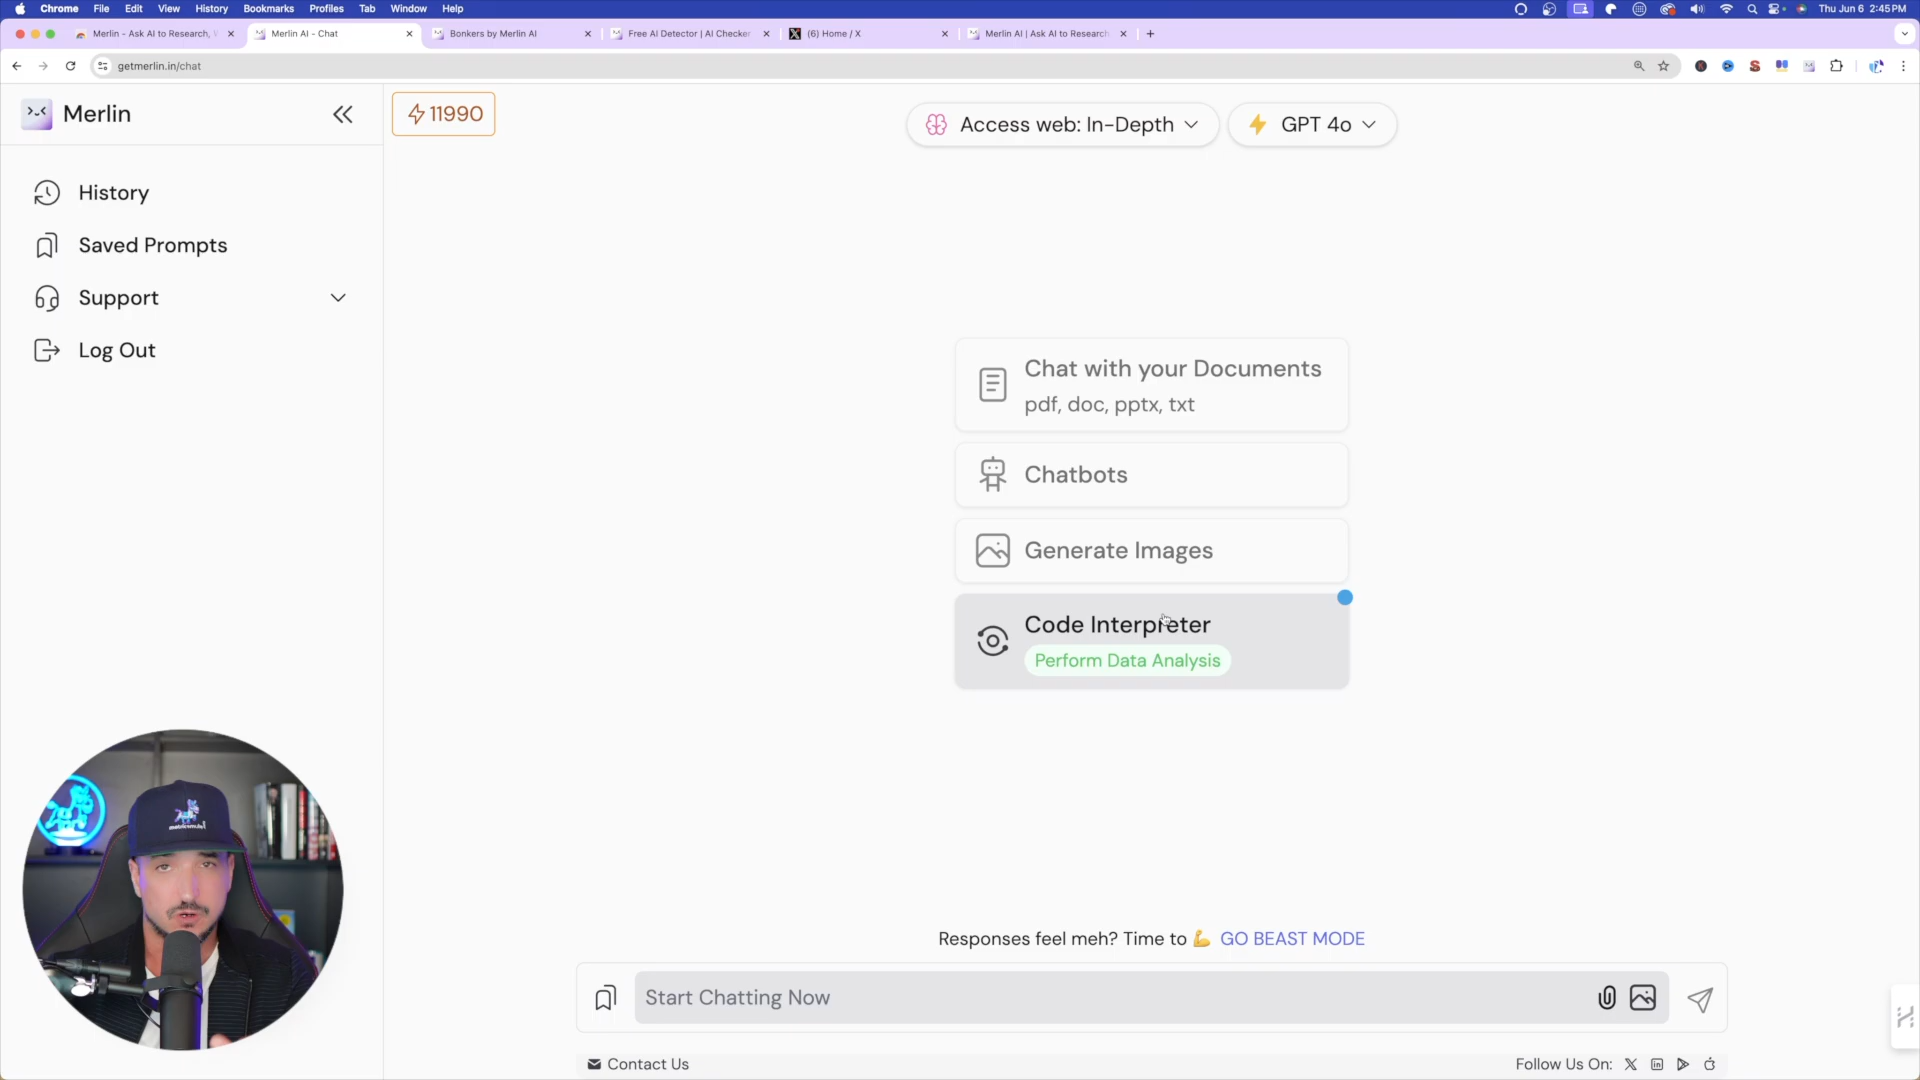 Chrome File Edit View History Bookmarks Profiles Tab Window Help Thu Jun 6 2:45 PM
Merlin - Ask AI to Research, Merlin AI - Chat Bonkers by Merlin AI Free AI Detector | AI Checker (6) Home / X Merlin AI | Ask AI to Research
getmerlin.in/chat
Merlin
11990
Access web: In-Depth
GPT 4o
History
Saved Prompts
Support
Log Out
Chat with your Documents
pdf, doc, pptx, txt
Chatbots
Generate Images
Code Interpreter
Perform Data Analysis
Responses feel meh? Time to 💪 GO BEAST MODE
Start Chatting Now
Contact Us
Follow Us On: